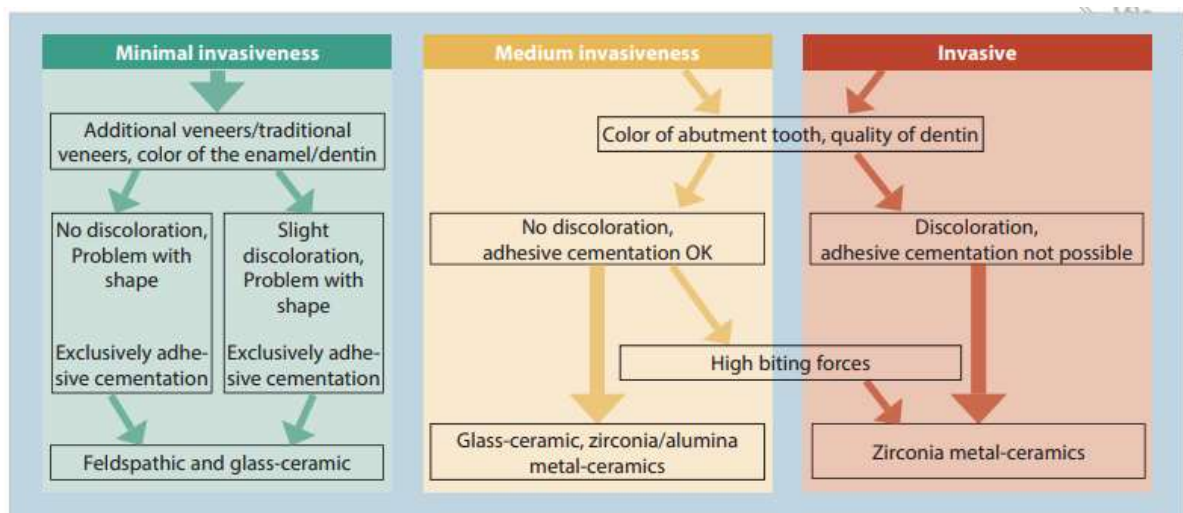 Minimal invasiveness
Additional veneers/traditional
veneers, color of the enamel/dentin
No discoloration,
Problem with
shape
Exclusively adhe-
sive cementation
Slight
discoloration,
Problem with
shape
Exclusively adhe-
sive cementation
Feldspathic and glass-ceramic
Medium invasiveness
Invasive
Color of abutment tooth, quality of dentin
No discoloration,
adhesive cementation OK
Discoloration,
adhesive cementation not possible
High biting forces
Glass-ceramic, zirconia/alumina
metal-ceramics
Zirconia metal-ceramics